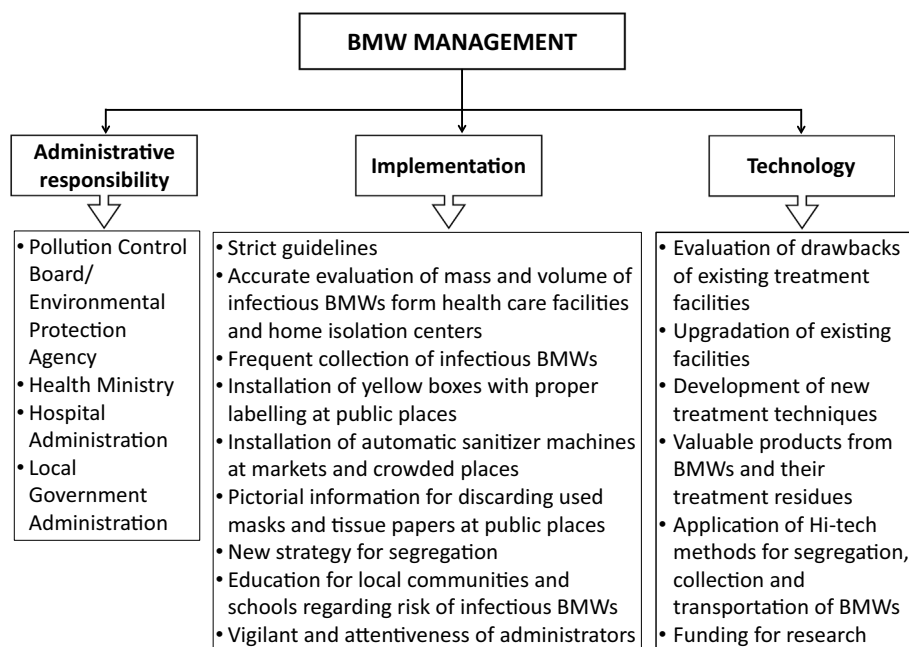 BMW MANAGEMENT
Administrative
responsibility
• Pollution Control
Board/
Environmental
Protection
Agency
• Health Ministry
• Hospital
Administration
• Local
Government
Administration
Implementation
• Strict guidelines
• Accurate evaluation of mass and volume of
infectious BMWs form health care facilities
and home isolation centers
• Frequent collection of infectious BMWs
• Installation of yellow boxes with proper
labelling at public places
• Installation of automatic sanitizer machines
at markets and crowded places
• Pictorial information for discarding used
masks and tissue papers at public places
• New strategy for segregation
• Education for local communities and
schools regarding risk of infectious BMWs
• Vigilant and attentiveness of administrators
Technology
• Evaluation of drawbacks
of existing treatment
facilities
• Upgradation of existing
facilities
• Development of new
treatment techniques
• Valuable products from
BMWs and their
treatment residues
• Application of Hi-tech
methods for segregation,
collection and
transportation of BMWs
• Funding for research